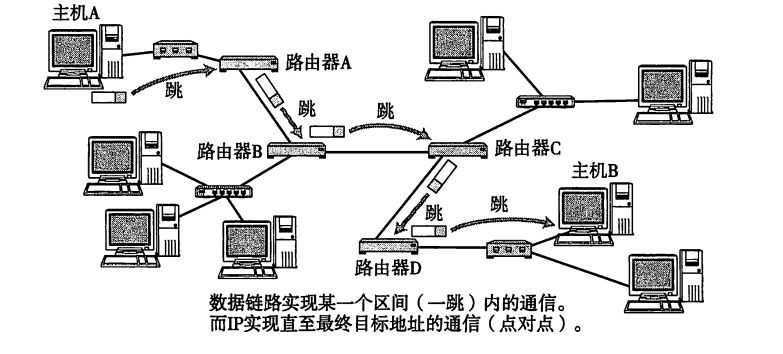 主机A
路由器A
跳
跳
跳
路由器B
路由器C
主机B
跳
跳
路由器D
数据链路实现某一个区间（一跳）内的通信。
而IP实现直至最终目标地址的通信（点对点）。